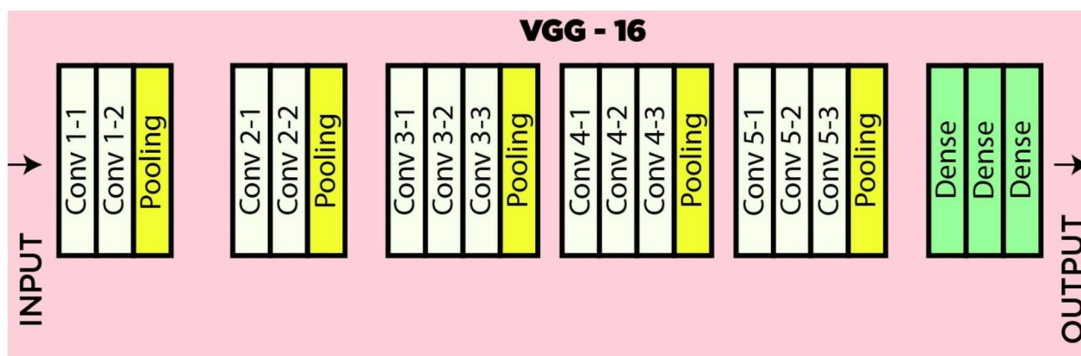 VGG - 16
INPUT
Conv 1-1
Conv 1-2
Pooling
Conv 2-1
Conv 2-2
Pooling
Conv 3-1
Conv 3-2
Conv 3-3
Pooling
Conv 4-1
Conv 4-2
Conv 4-3
Pooling
Conv 5-1
Conv 5-2
Conv 5-3
Pooling
Dense
Dense
Dense
OUTPUT